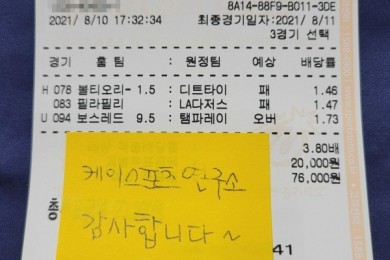 8A14-88F9-B011-3DE
2021/ 8/10 17:32:34 최종경기일자:2021/ 8/11
3경기 선택
경기 홈 팀 : 원정팀 예상 배당률
H 078 볼티오리- 1.5 : 디트타이 패 1.46
083 필라필리 : LA다저스 패 1.47
U 094 보스레드 9.5 : 탬파레이 오버 1.73
3.80배
20,000원
76,000원
케이스포츠연구소
감사합니다~
총
41